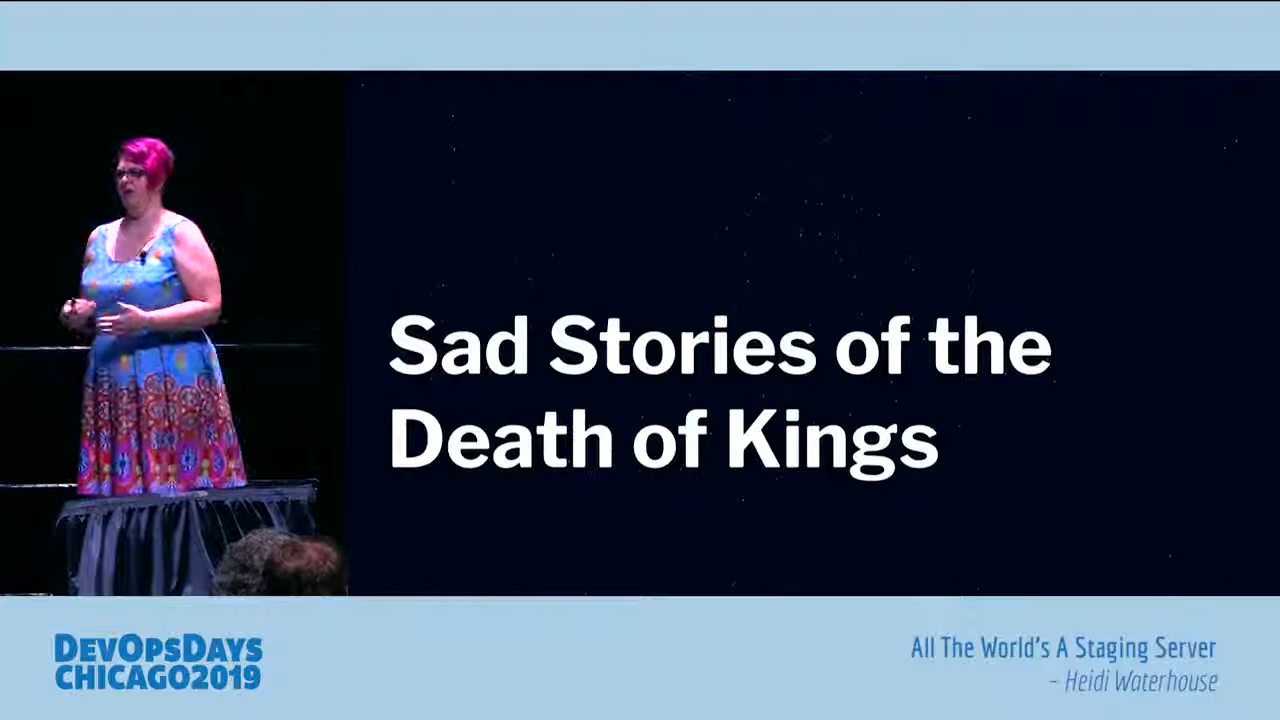 Sad Stories of the
Death of Kings
DEVOPSDAYS
CHICAGO2019
All The World's A Staging Server
- Heidi Waterhouse